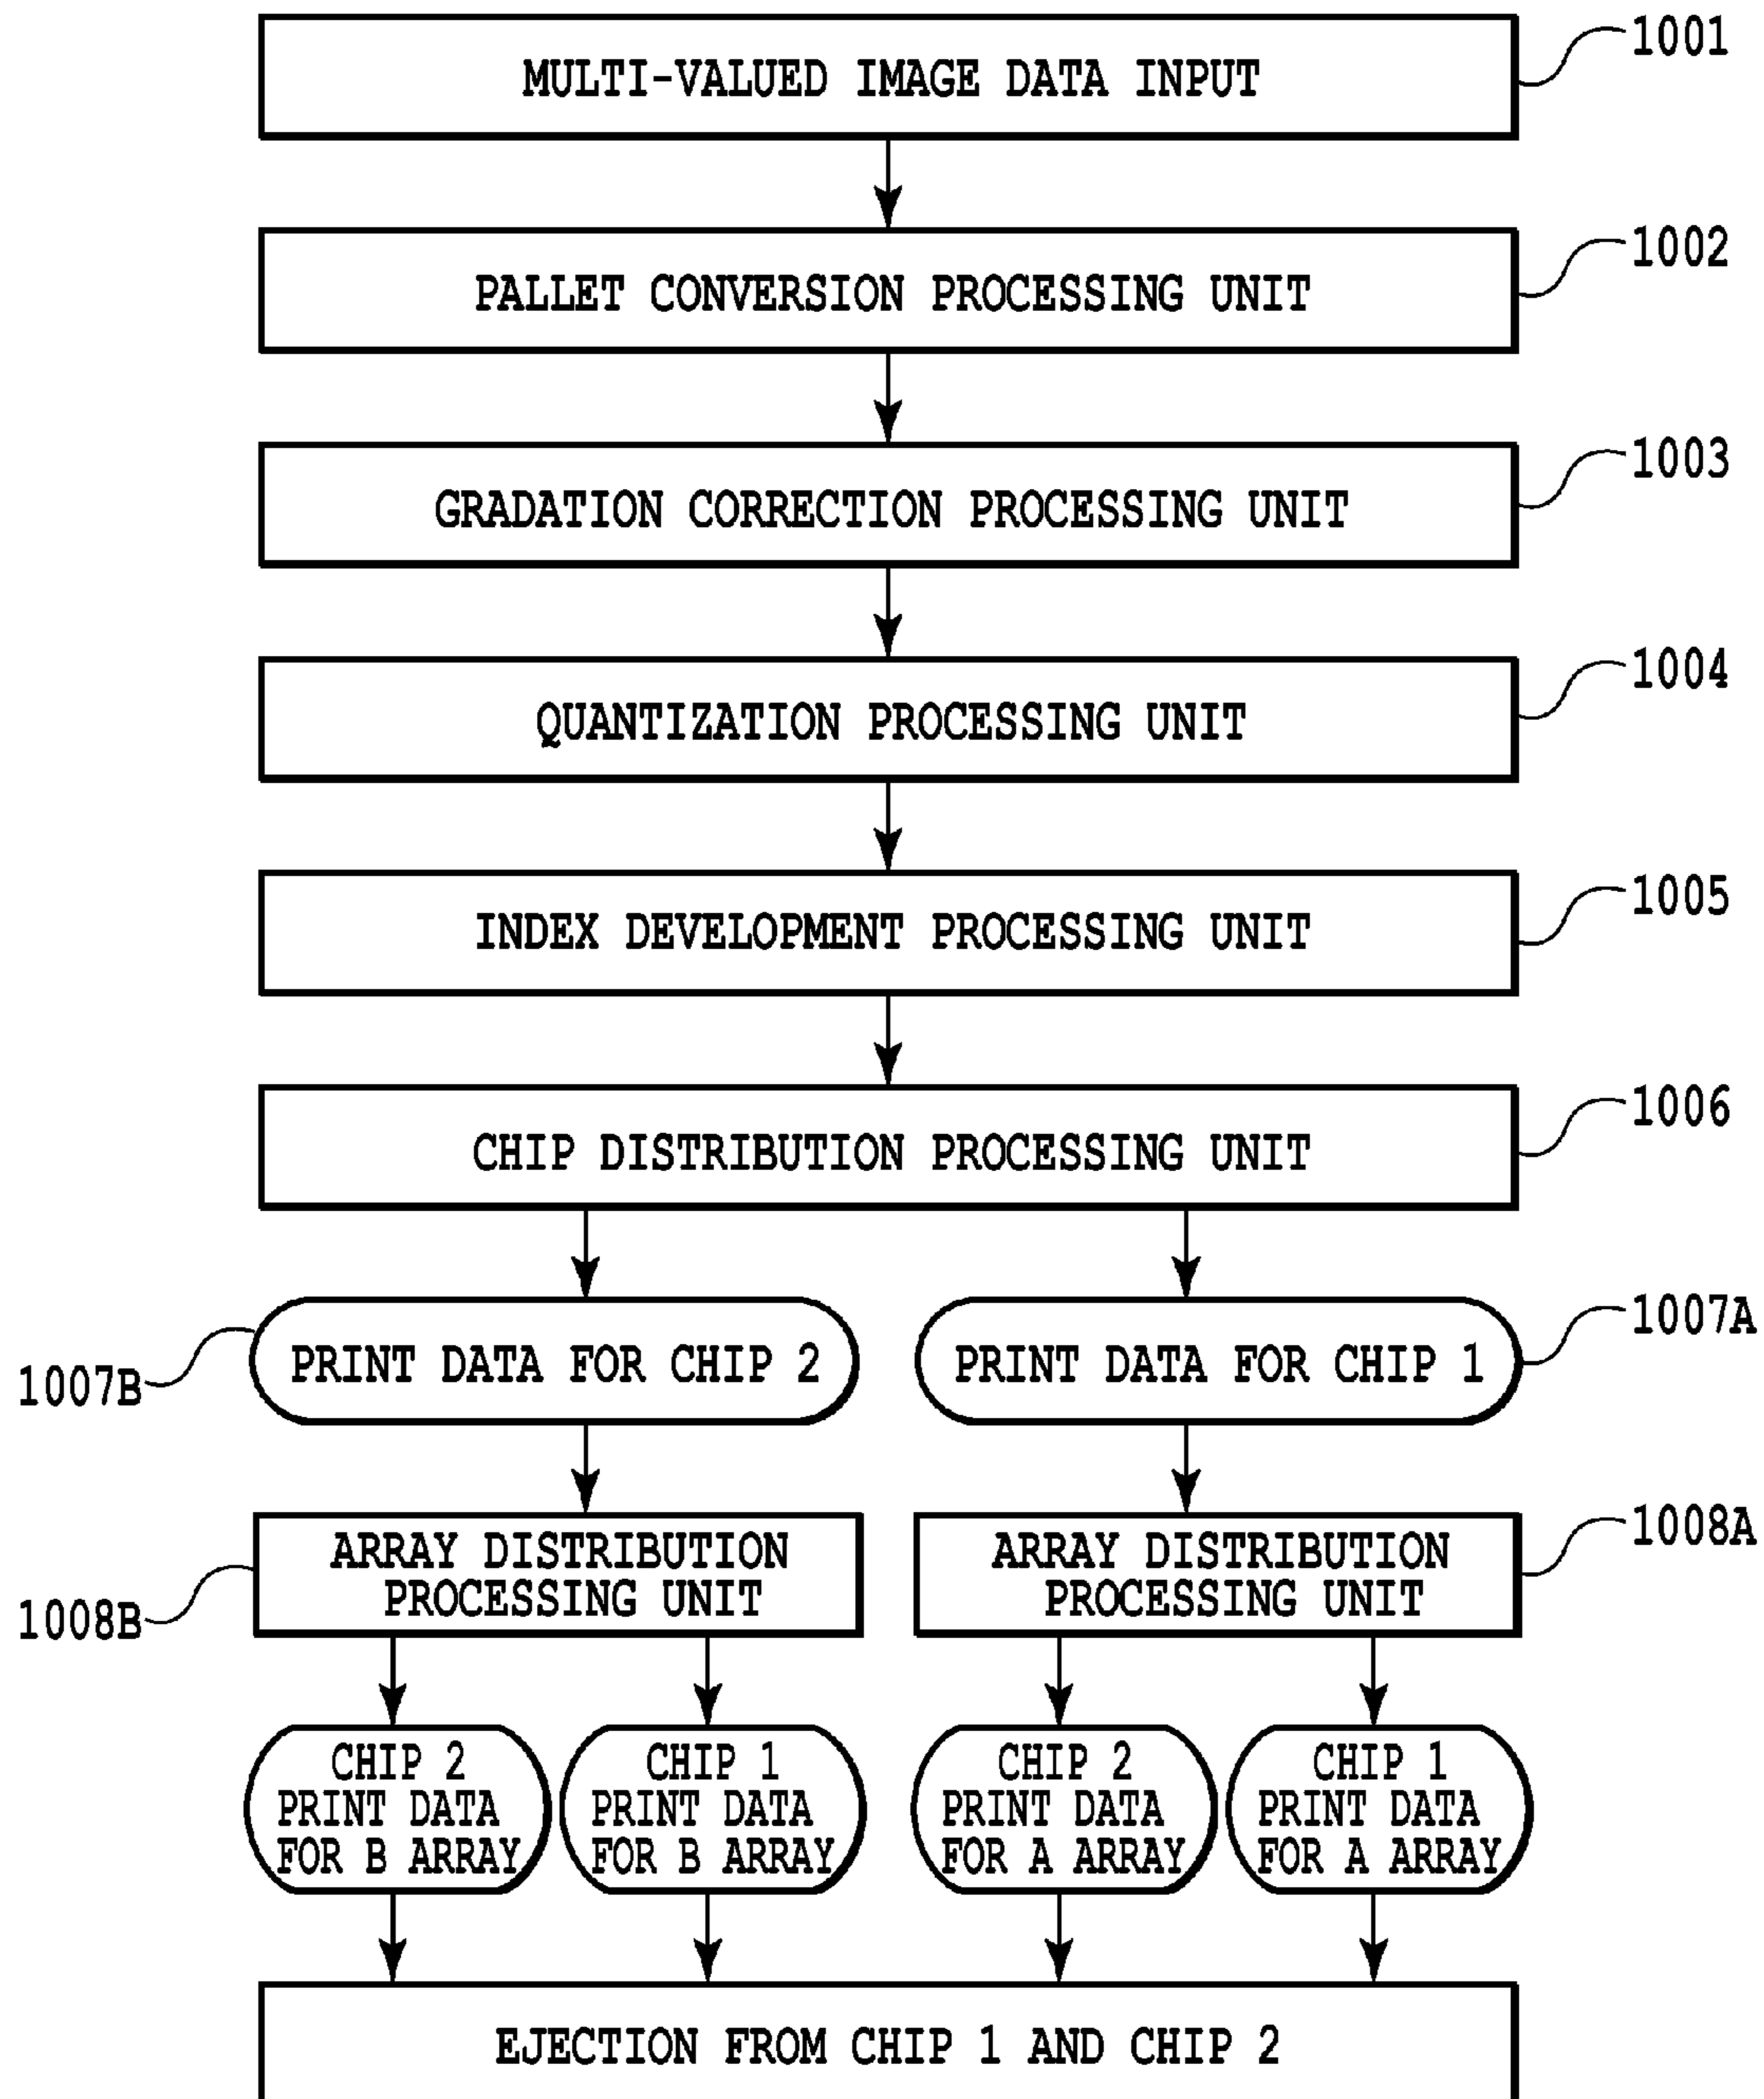 MULTI-VALUED IMAGE DATA INPUT
1001
PALLET CONVERSION PROCESSING UNIT
1002
GRADATION CORRECTION PROCESSING UNIT
1003
QUANTIZATION PROCESSING UNIT
1004
INDEX DEVELOPMENT PROCESSING UNIT
1005
CHIP DISTRIBUTION PROCESSING UNIT
1006
1007B
PRINT DATA FOR CHIP 2
PRINT DATA FOR CHIP 1
1007A
1008B
ARRAY DISTRIBUTION
PROCESSING UNIT
ARRAY DISTRIBUTION
PROCESSING UNIT
1008A
CHIP 2
PRINT DATA
FOR B ARRAY
CHIP 1
PRINT DATA
FOR B ARRAY
CHIP 2
PRINT DATA
FOR A ARRAY
CHIP 1
PRINT DATA
FOR A ARRAY
EJECTION FROM CHIP 1 AND CHIP 2